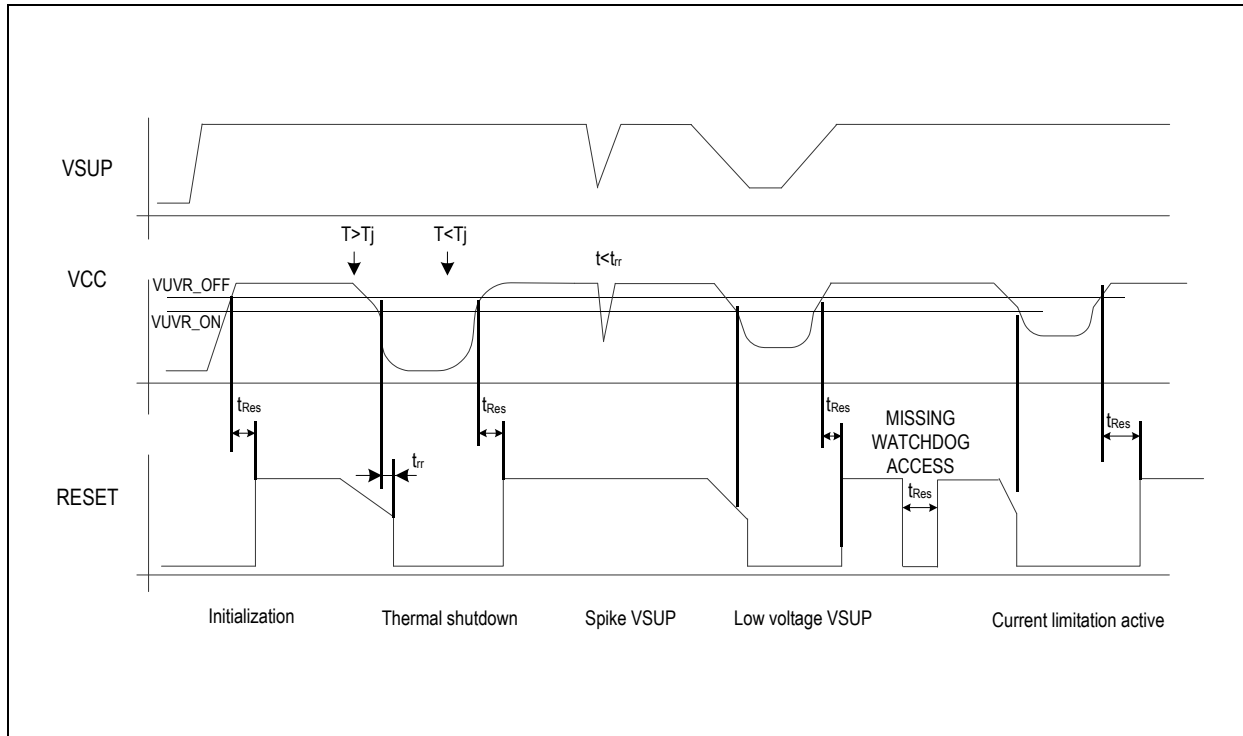 VSUP
T>Tj
T<Tj
t<trr
VCC
VUVR_OFF
VUVR_ON
tRes
tRes
tRes
tRes
MISSING
WATCHDOG
ACCESS
tRes
trr
RESET
Initialization
Thermal shutdown
Spike VSUP
Low voltage VSUP
Current limitation active